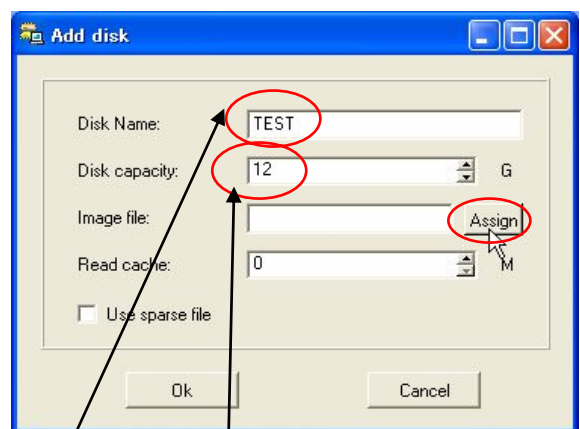 Add disk
Disk Name: TEST
Disk capacity: 12 G
Image file: Assign
Read cache: 0 M
Use sparse file
Ok Cancel